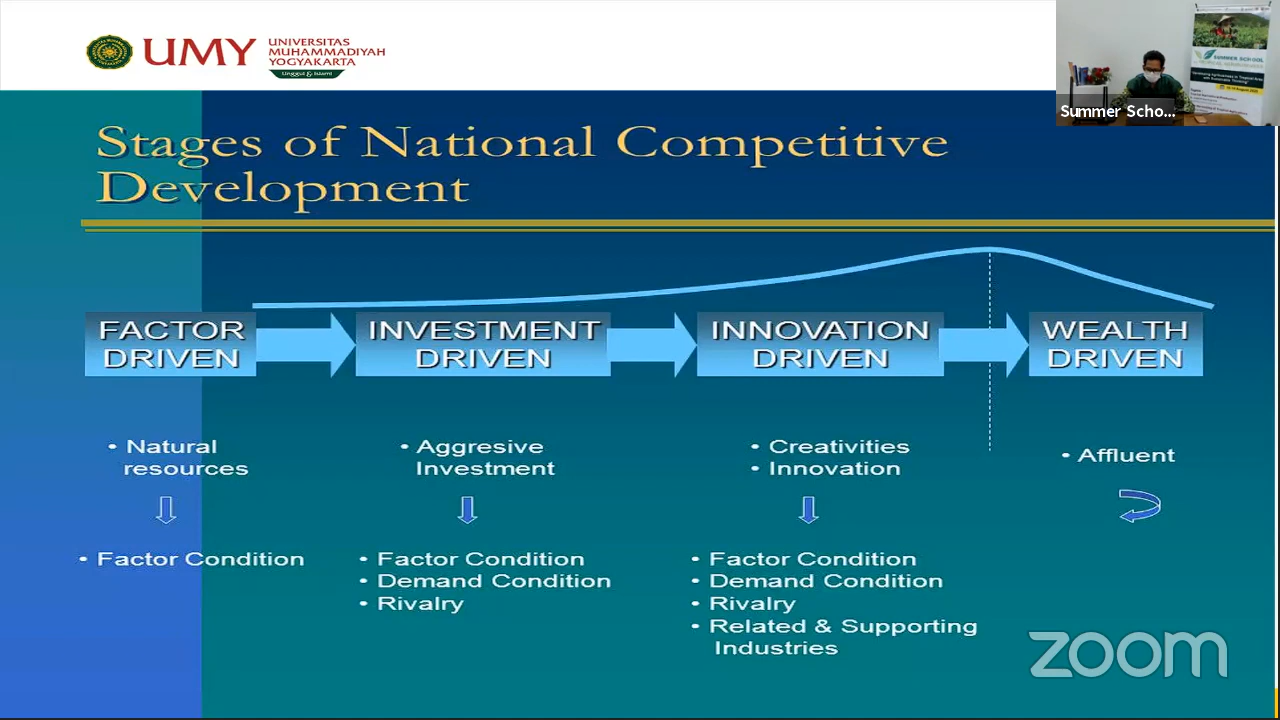 UMY
UNIVERSITAS
MUHAMMADIYAH
YOGYAKARTA
Unggul & Islami
SUMMER SCHOOL
Summer Scho...
Stages of National Competitive
Development
FACTOR
DRIVEN
INVESTMENT
DRIVEN
INNOVATION
DRIVEN
WEALTH
DRIVEN
• Natural
resources
• Aggresive
Investment
• Creativities
• Innovation
• Affluent
• Factor Condition
• Factor Condition
• Demand Condition
• Rivalry
• Factor Condition
• Demand Condition
• Rivalry
• Related & Supporting
Industries
zoom